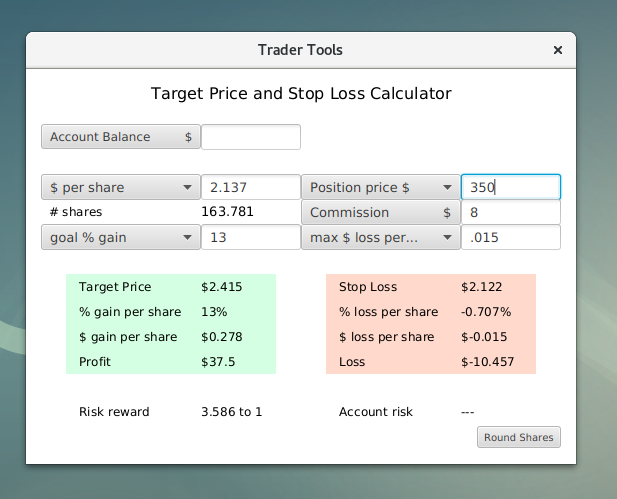 Trader Tools ×
Target Price and Stop Loss Calculator
Account Balance $
$ per share 2.137 Position price $ 350
# shares 163.781 Commission $ 8
goal % gain 13 max $ loss per... .015
Target Price $2.415 Stop Loss $2.122
% gain per share 13% % loss per share -0.707%
$ gain per share $0.278 $ loss per share $-0.015
Profit $37.5 Loss $-10.457
Risk reward 3.586 to 1 Account risk ---
Round Shares